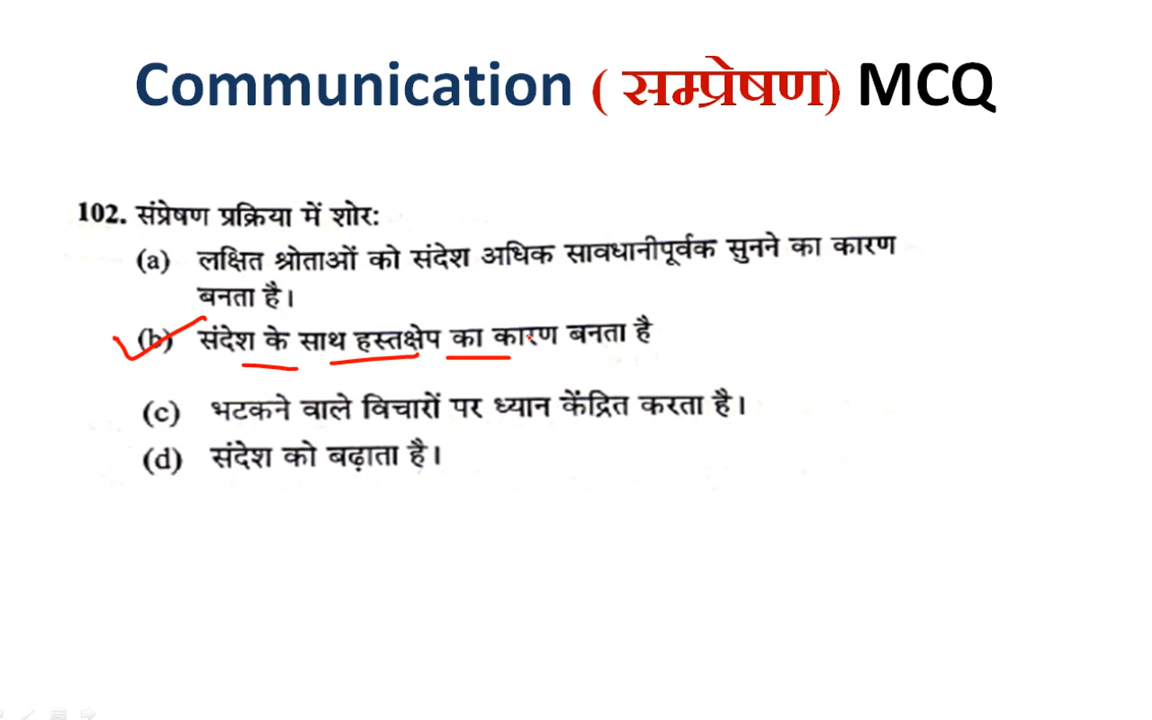 Communication ( सम्प्रेषण) MCQ
102. संप्रेषण प्रक्रिया में शोर:
(a) लक्षित श्रोताओं को संदेश अधिक सावधानीपूर्वक सुनने का कारण
बनता है।
(b) संदेश के साथ हस्तक्षेप का कारण बनता है
(c) भटकने वाले विचारों पर ध्यान केंद्रित करता है।
(d) संदेश को बढ़ाता है।